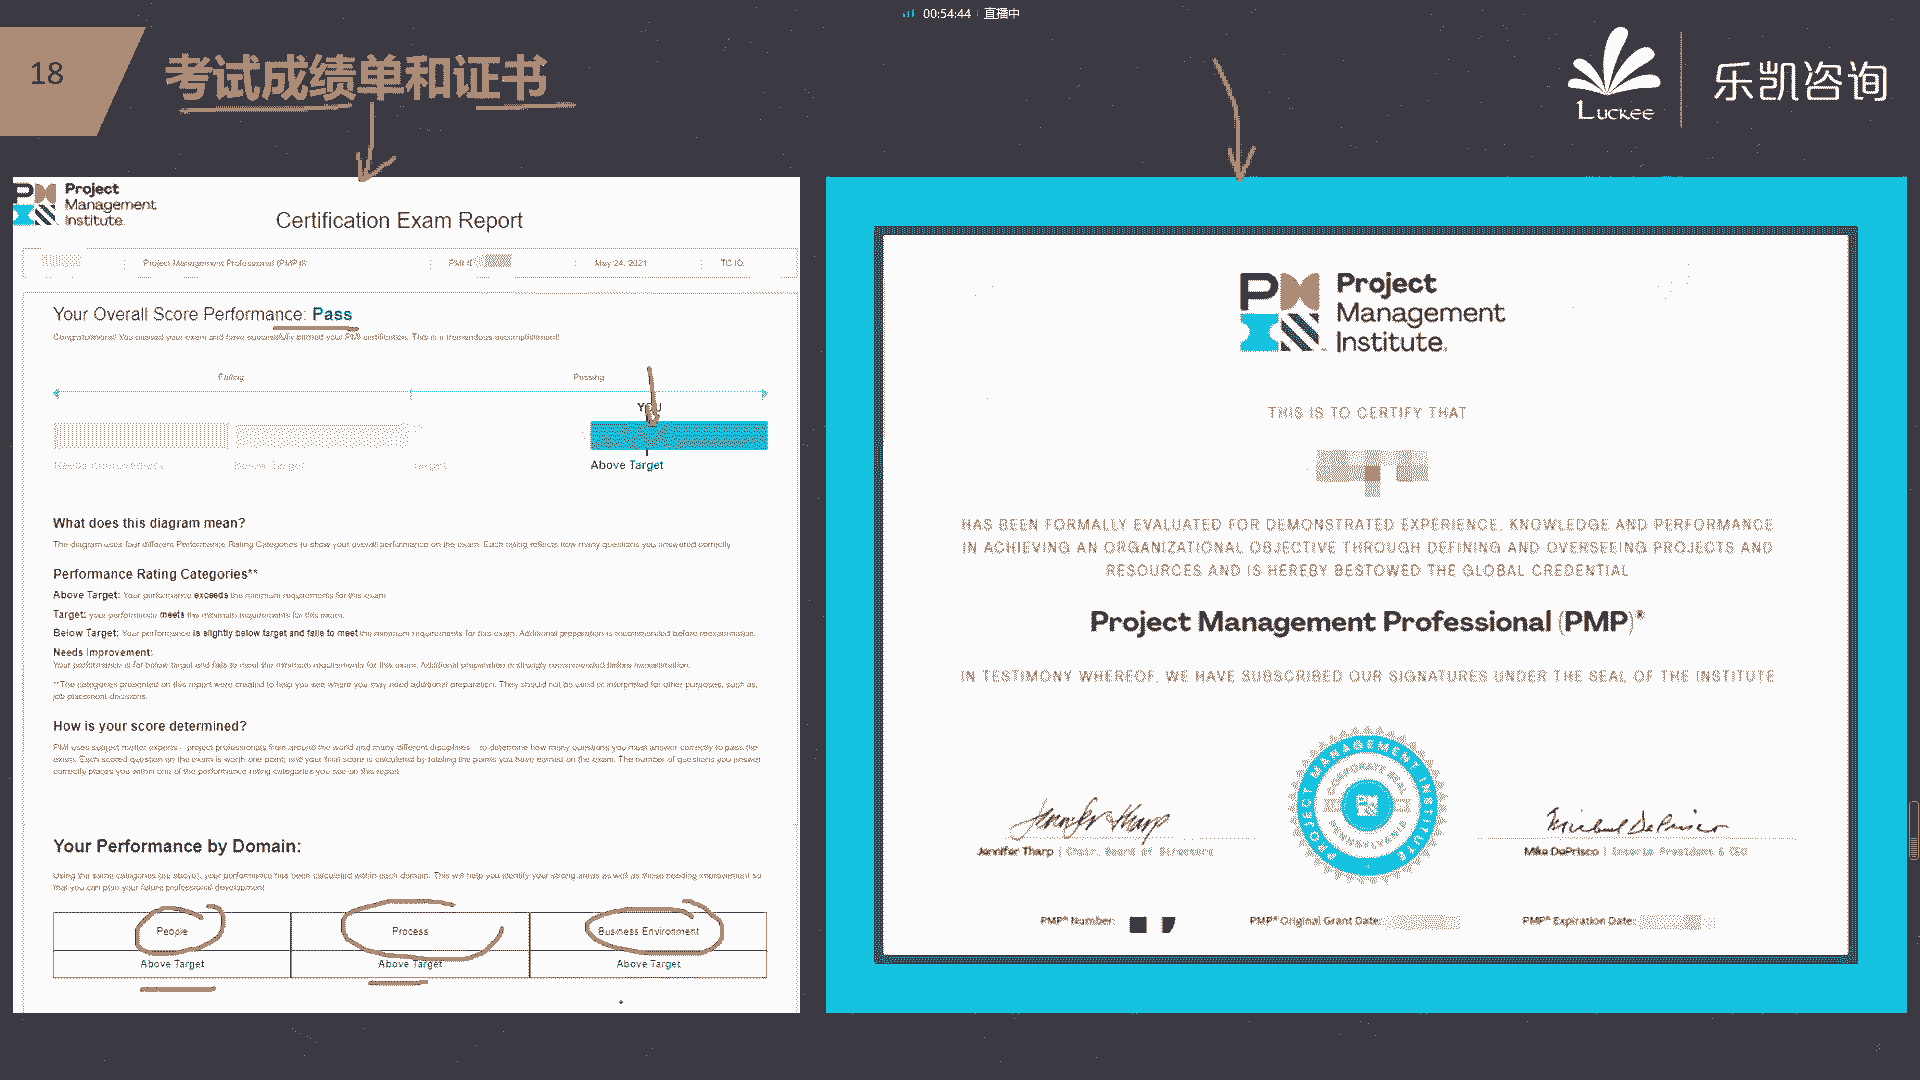 00:54:44 直播中
18
考试成绩单和证书
Luckee
乐凯咨询
Project
Management
Institute.
Certification Exam Report
Project Management Professional (PMP)®
PMI ID
May 24, 2021
TC ID:
Your Overall Score Performance: Pass
Congratulations! You passed your exam and have successfully earned your PMI certification. This is a tremendous accomplishment!
Failing
Passing
YOU
Needs Improvement
Below Target
Target
Above Target
What does this diagram mean?
The diagram uses four different Performance Rating Categories to show your overall performance on the exam. Each rating reflects how many questions you answered correctly.
Performance Rating Categories**
Above Target: Your performance exceeds the minimum requirements for this exam.
Target: your performance meets the minimum requirements for this exam.
Below Target: Your performance is slightly below target and fails to meet the minimum requirements for this exam. Additional preparation is recommended before reexamination.
Needs Improvement:
Your performance is far below target and fails to meet the minimum requirements for this exam. Additional preparation is strongly recommended before reexamination.
**The categories presented on this report were created to help you see where you may need additional preparation. They should not be used or interpreted for other purposes, such as,
job placement decisions.
How is your score determined?
PMI uses subject matter experts – project professionals from around the world and many different disciplines – to determine how many questions you must answer correctly to pass the
exam. Each scored question on the exam is worth one point, and your final score is calculated by totaling the points you have earned on the exam. The number of questions you answer
correctly places you within one of the performance rating categories you see on this report.
Your Performance by Domain:
Using the same categories (as above), your performance has been calculated within each domain. This will help you identify your strong areas as well as those needing improvement so
that you can plan your future professional development.
People
Process
Business Environment
Above Target
Above Target
Above Target
Project
Management
Institute.
THIS IS TO CERTIFY THAT
HAS BEEN FORMALLY EVALUATED FOR DEMONSTRATED EXPERIENCE, KNOWLEDGE AND PERFORMANCE
IN ACHIEVING AN ORGANIZATIONAL OBJECTIVE THROUGH DEFINING AND OVERSEEING PROJECTS AND
RESOURCES AND IS HEREBY BESTOWED THE GLOBAL CREDENTIAL
Project Management Professional (PMP)®
IN TESTIMONY WHEREOF, WE HAVE SUBSCRIBED OUR SIGNATURES UNDER THE SEAL OF THE INSTITUTE
Jennifer Tharp
PROJECT MANAGEMENT INSTITUTE
CORPORATE SEAL
PENNSYLVANIA
Michael DePrisco
Jennifer Tharp | Chair, Board of Directors
Mike DePrisco | Interim President & CEO
PMP® Number:
PMP® Original Grant Date:
PMP® Expiration Date: